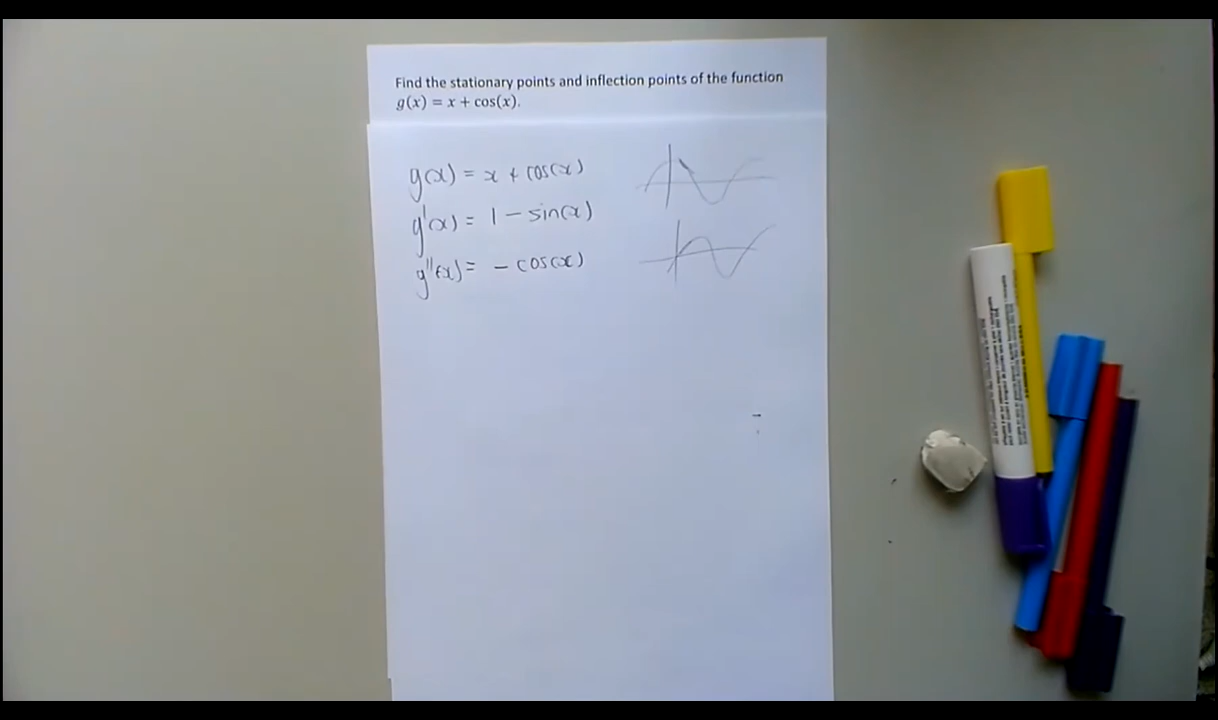 Find the stationary points and inflection points of the function
g(x) = x + cos(x).
g(x) = x + cos(x)
g'(x) = 1 - sin(x)
g''(x) = - cos(x)